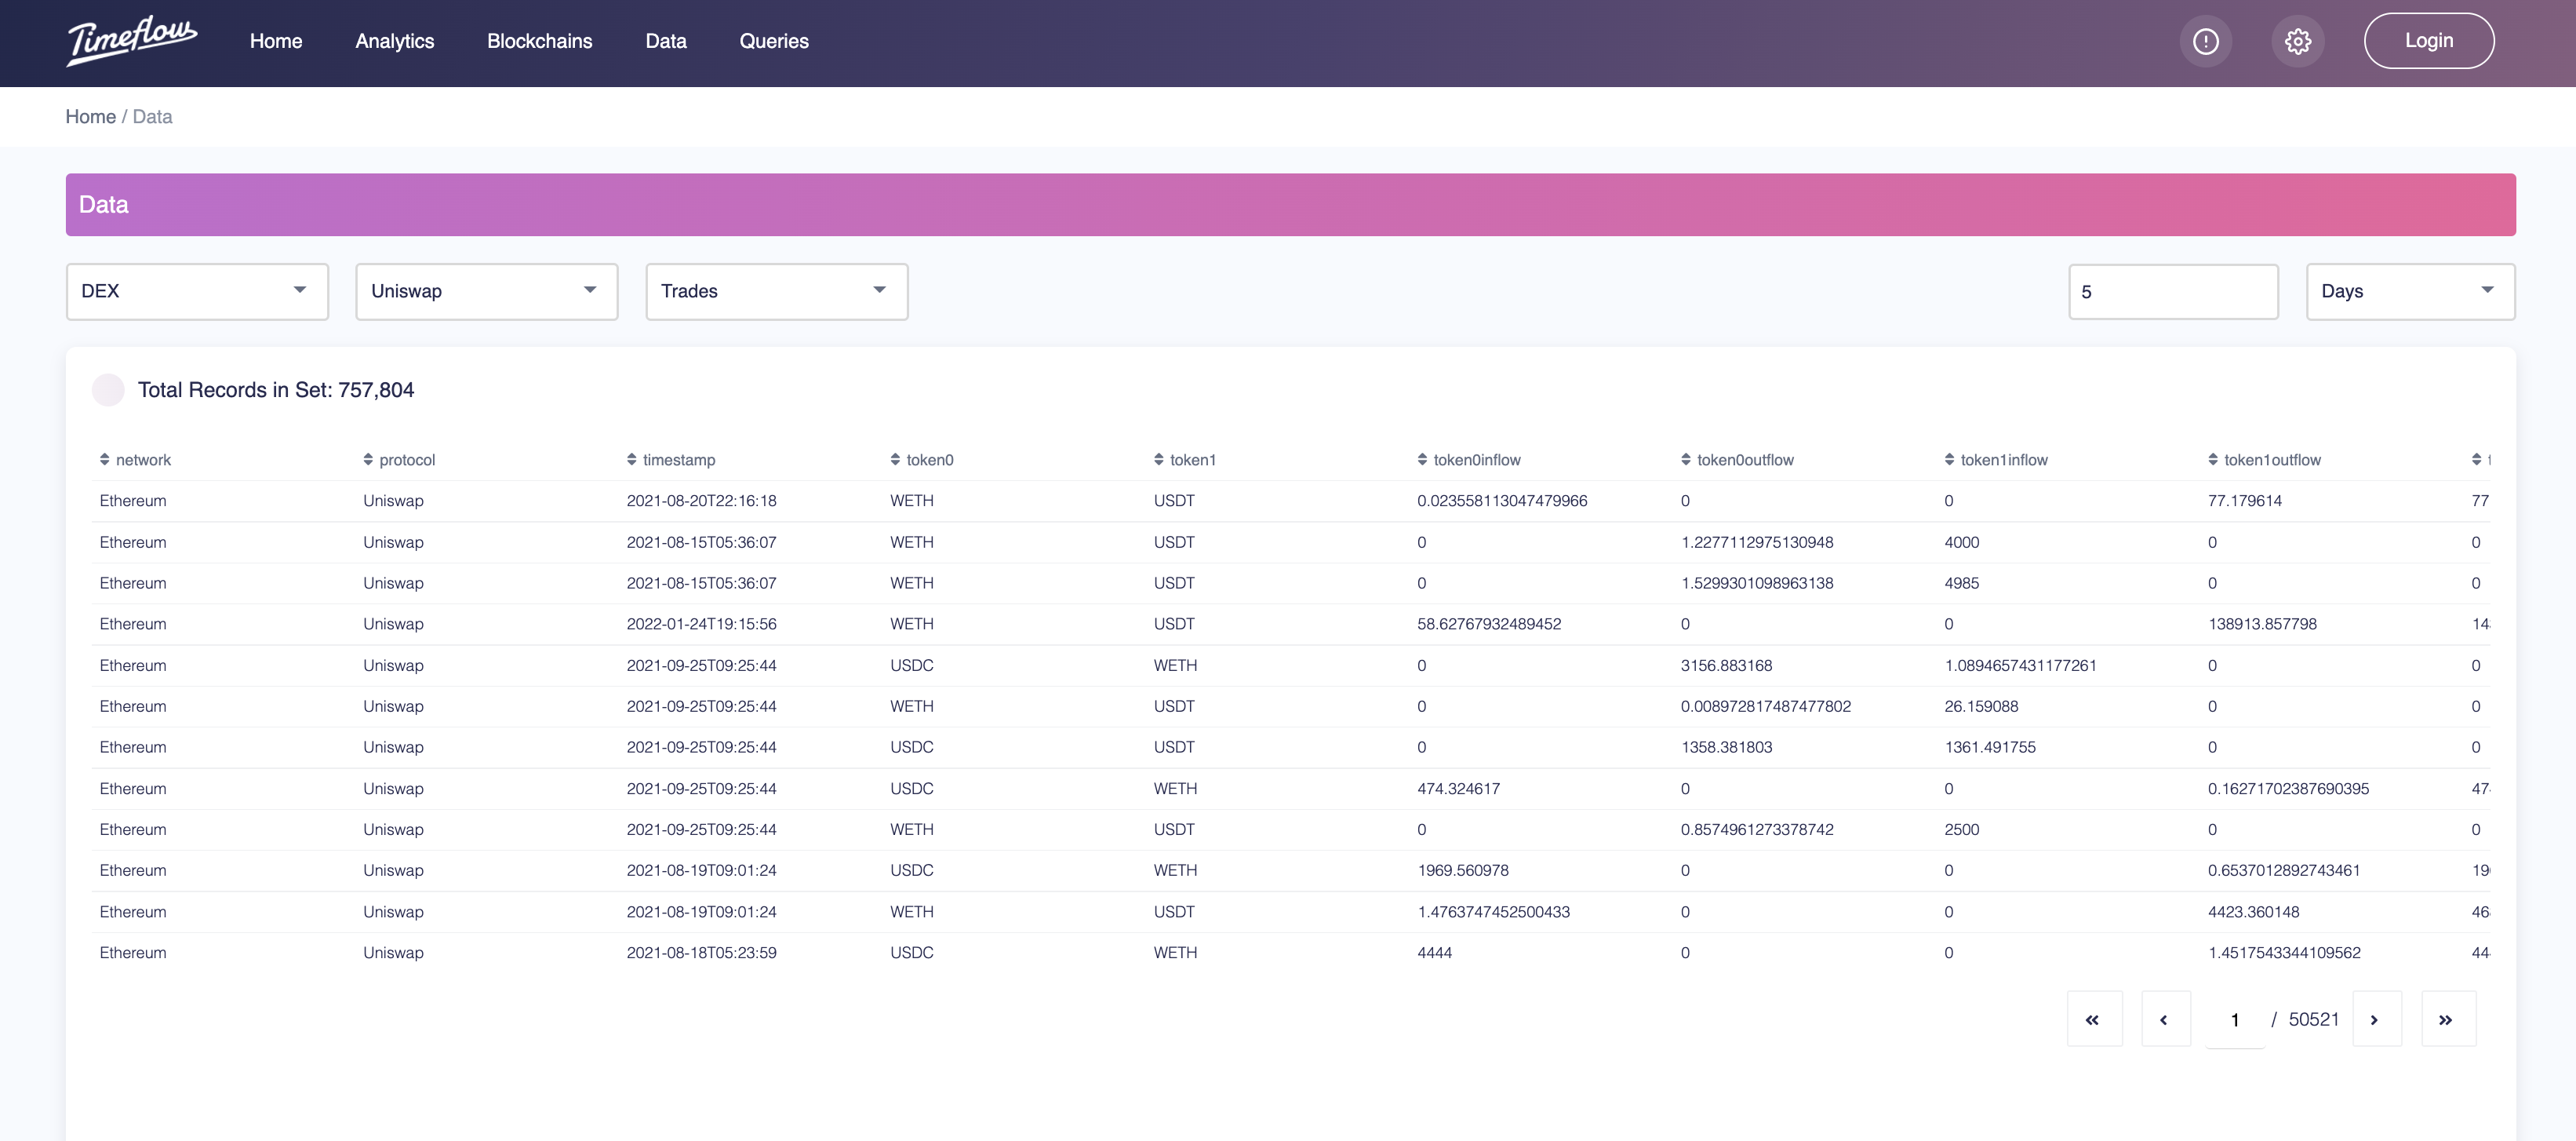 Timeflow Home Analytics Blockchains Data Queries Login
Home / Data
Data
DEX Uniswap Trades 5 Days
Total Records in Set: 757,804
network protocol timestamp token0 token1 token0inflow token0outflow token1inflow token1outflow
Ethereum Uniswap 2021-08-20T22:16:18 WETH USDT 0.023558113047479966 0 0 77.179614 77
Ethereum Uniswap 2021-08-15T05:36:07 WETH USDT 0 1.2277112975130948 4000 0 0
Ethereum Uniswap 2021-08-15T05:36:07 WETH USDT 0 1.5299301098963138 4985 0 0
Ethereum Uniswap 2022-01-24T19:15:56 WETH USDT 58.62767932489452 0 0 138913.857798 14
Ethereum Uniswap 2021-09-25T09:25:44 USDC WETH 0 3156.883168 1.0894657431177261 0 0
Ethereum Uniswap 2021-09-25T09:25:44 WETH USDT 0 0.008972817487477802 26.159088 0 0
Ethereum Uniswap 2021-09-25T09:25:44 USDC USDT 0 1358.381803 1361.491755 0 0
Ethereum Uniswap 2021-09-25T09:25:44 USDC WETH 474.324617 0 0 0.16271702387690395 47
Ethereum Uniswap 2021-09-25T09:25:44 WETH USDT 0 0.8574961273378742 2500 0 0
Ethereum Uniswap 2021-08-19T09:01:24 USDC WETH 1969.560978 0 0 0.6537012892743461 19
Ethereum Uniswap 2021-08-19T09:01:24 WETH USDT 1.4763747452500433 0 0 4423.360148 46
Ethereum Uniswap 2021-08-18T05:23:59 USDC WETH 4444 0 0 1.4517543344109562 44
« ‹ 1 / 50521 › »